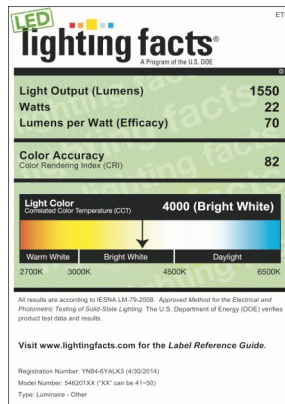 LED
lighting facts®
A Program of the U.S. DOE
Light Output (Lumens) 1550
Watts 22
Lumens per Watt (Efficacy) 70
Color Accuracy 82
Color Rendering Index (CRI)
Light Color 4000 (Bright White)
Correlated Color Temperature (CCT)
Warm White Bright White Daylight
2700K 3000K 4500K 6500K
All results are according to IESNA LM-79-2008: Approved Method for the Electrical and
Photometric Testing of Solid-State Lighting. The U.S. Department of Energy (DOE) verifies
product test data and results.
Visit www.lightingfacts.com for the Label Reference Guide.
Registration Number: YN84-6YALK3 (4/30/2014)
Model Number: 546201XX ("XX" can be 41~50)
Type: Luminaire - Other